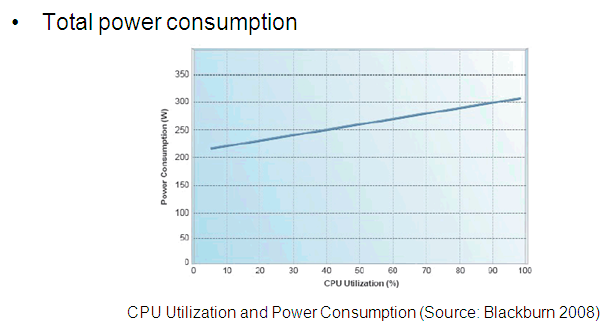 • Total power consumption
350
300
250
200
150
100
50
0
Power Consumption (W)
0 10 20 30 40 50 60 70 80 90 100
CPU Utilization (%)
CPU Utilization and Power Consumption (Source: Blackburn 2008)